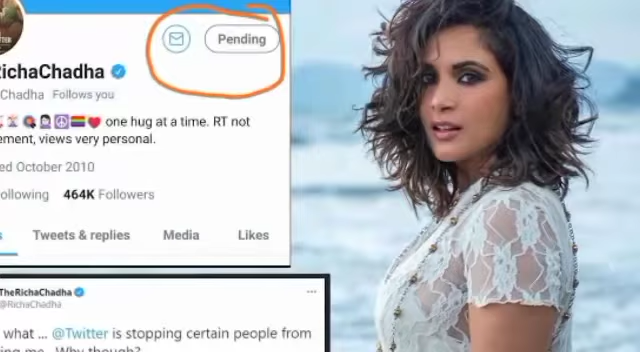 Pending
RichaChadha
Chadha Follows you
one hug at a time. RT not
ement, views very personal.
ed October 2010
ollowing 464K Followers
s Tweets & replies Media Likes
TheRichaChadha
@RichaChadha
what ... @Twitter is stopping certain people from
ing me.. Why though?